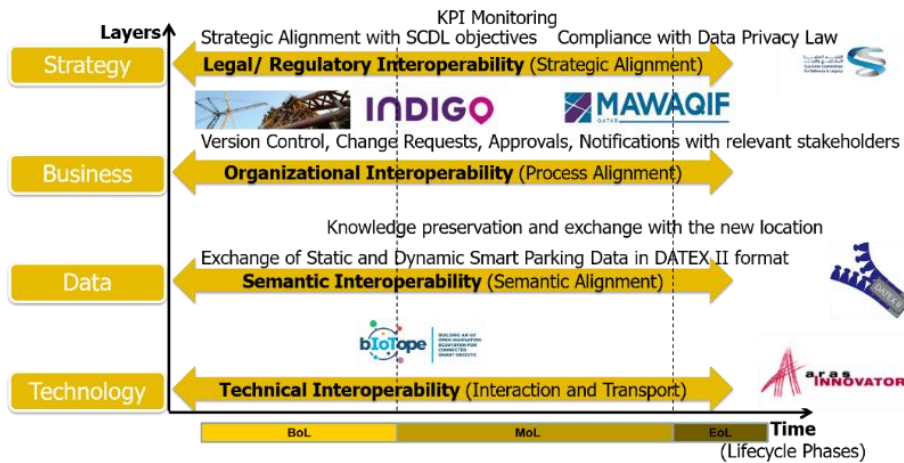 KPI Monitoring
Layers
Strategic Alignment with SCDL objectives Compliance with Data Privacy Law
Strategy
Legal/ Regulatory Interoperability (Strategic Alignment)
INDIGO
MAWAQIF
QATAR
Version Control, Change Requests, Approvals, Notifications with relevant stakeholders
Business
Organizational Interoperability (Process Alignment)
Knowledge preservation and exchange with the new location
Exchange of Static and Dynamic Smart Parking Data in DATEX II format
Data
Semantic Interoperability (Semantic Alignment)
DATEX II
bIoTope
BUILDING AN IOT
OPEN INNOVATION
ECOSYSTEM FOR
CONNECTED
SMART OBJECTS
aras
INNOVATOR
Technology
Technical Interoperability (Interaction and Transport)
BoL
MoL
EoL
Time
(Lifecycle Phases)